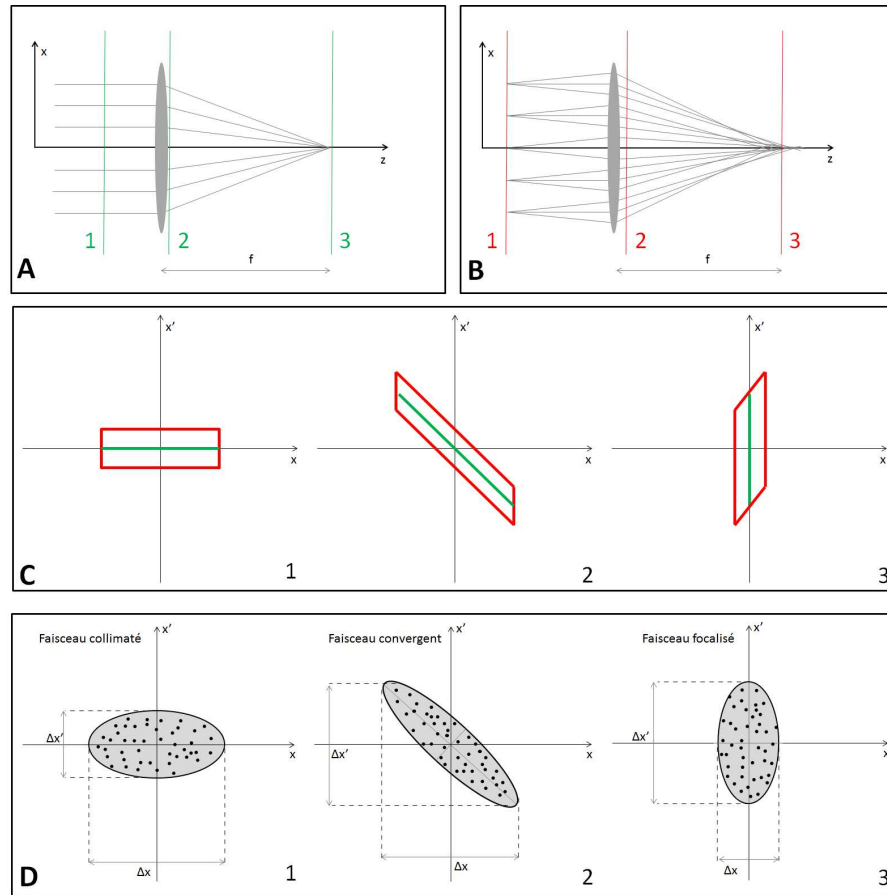 x
z
1
2
3
f
A
x
z
1
2
3
f
B
x'
x
1
C
x'
x
2
x'
x
3
Faisceau collimaté
x'
Δx'
x
Δx
D
1
Faisceau convergent
x'
Δx'
x
Δx
2
Faisceau focalisé
x'
Δx'
x
Δx
3